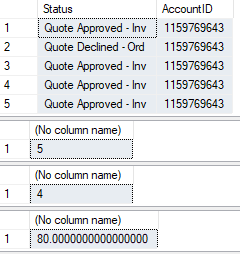 Status AccountID
1 Quote Approved - Inv 1159769643
2 Quote Declined - Ord 1159769643
3 Quote Approved - Inv 1159769643
4 Quote Approved - Inv 1159769643
5 Quote Approved - Inv 1159769643
(No column name)
1 5
(No column name)
1 4
(No column name)
1 80.0000000000000000